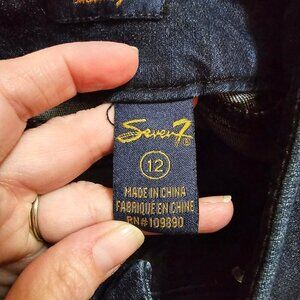 Seven7®
12
MADE IN CHINA
FABRIQUÉ EN CHINE
RN# 109890